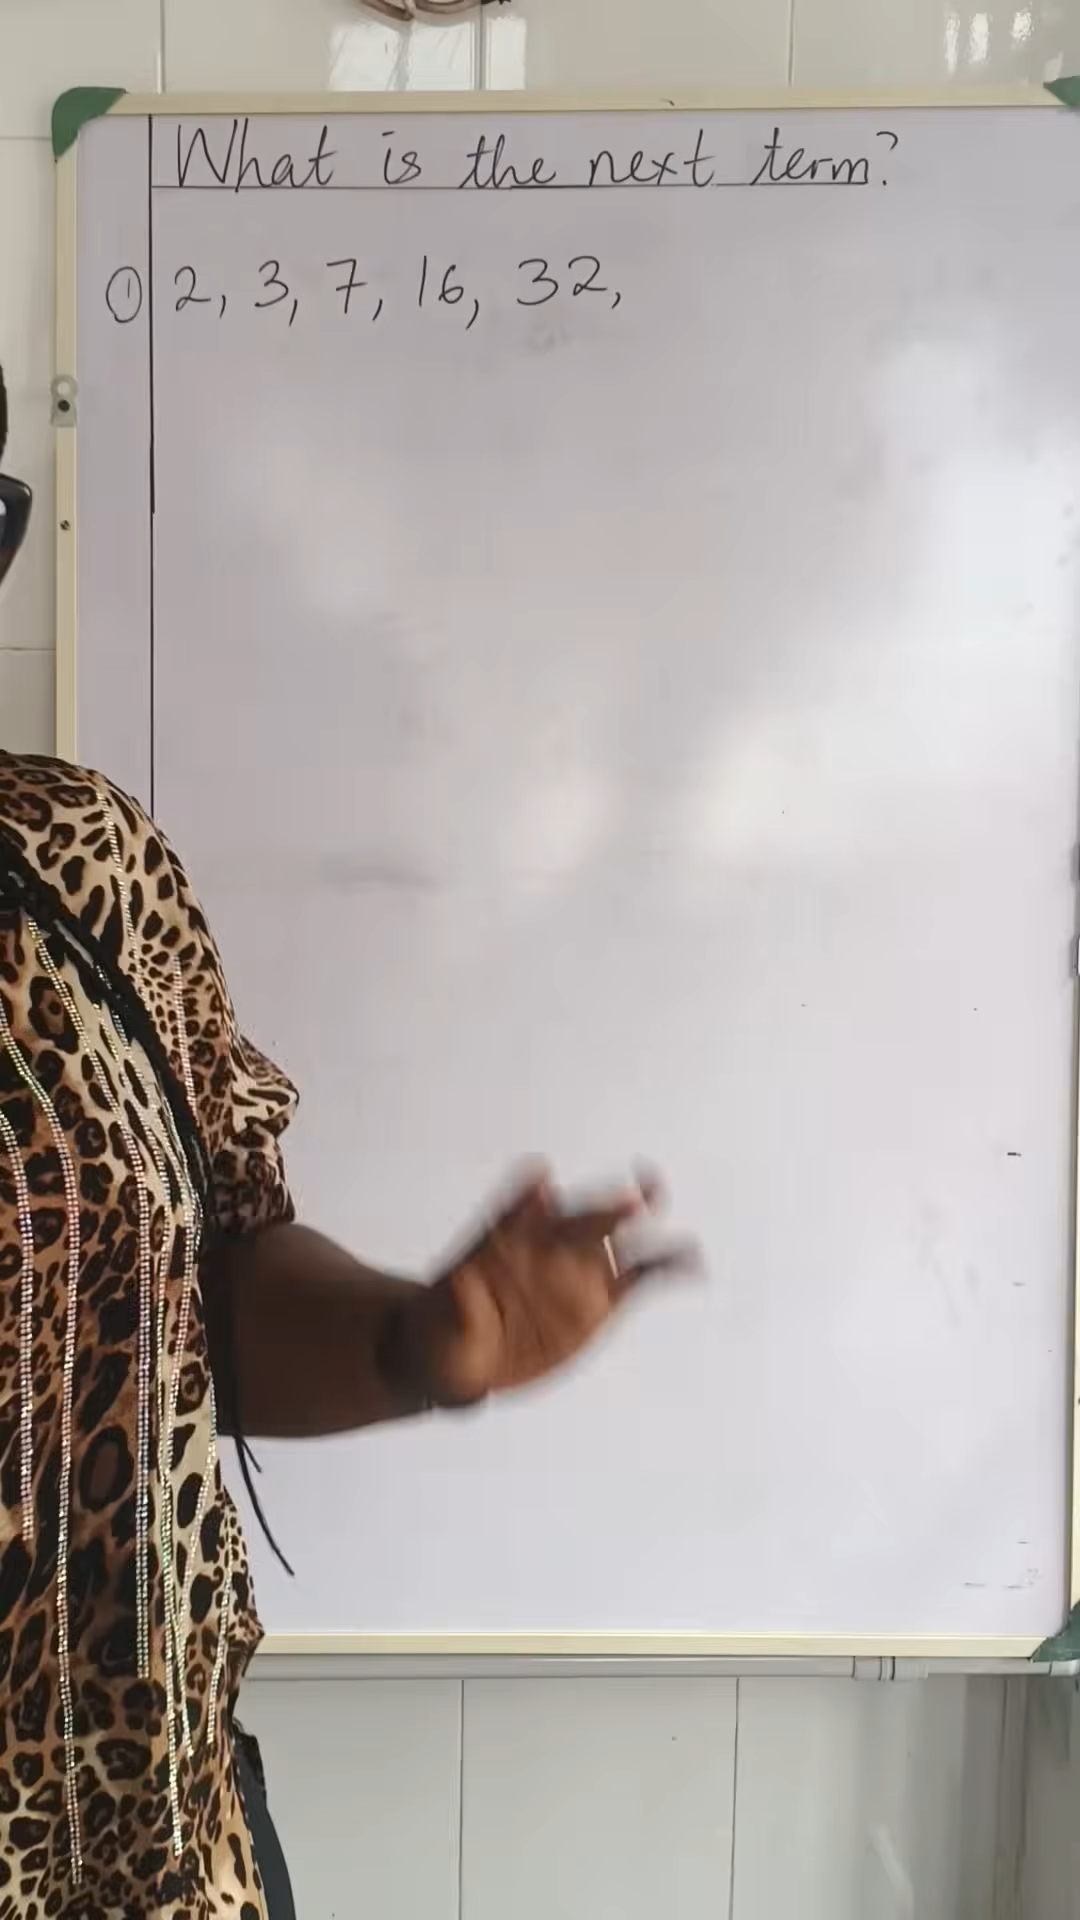 What is the next term?
① 2, 3, 7, 16, 32,